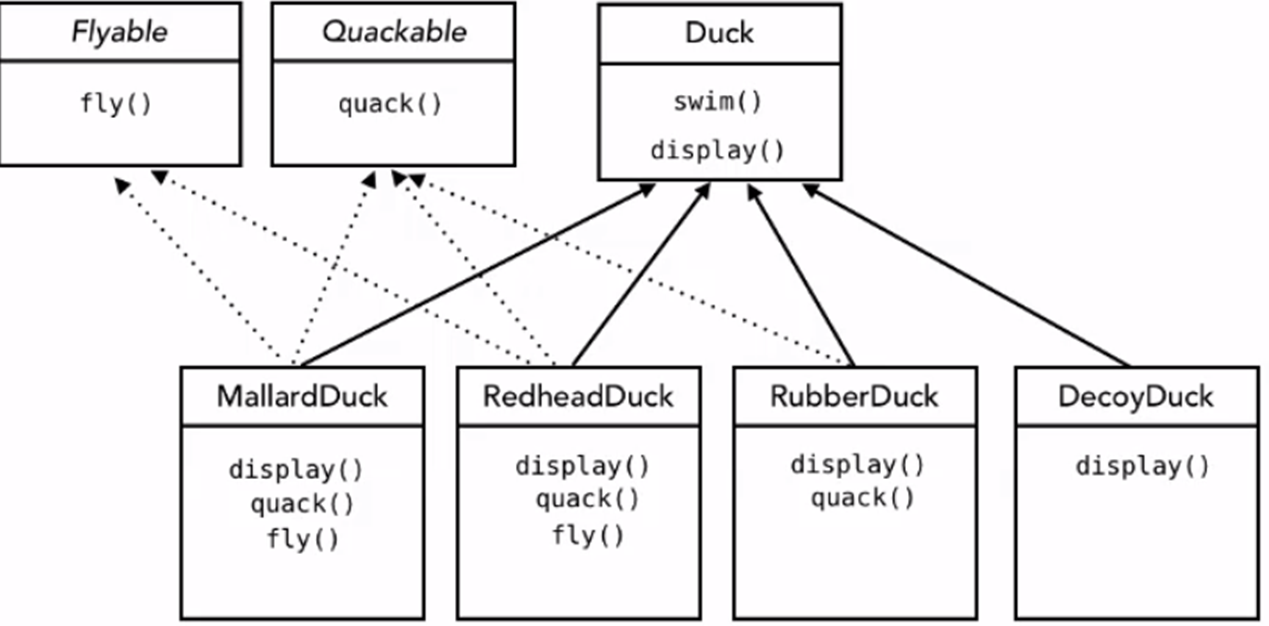 Flyable
fly()
Quackable
quack()
Duck
swim()
display()
MallardDuck
display()
quack()
fly()
RedheadDuck
display()
quack()
fly()
RubberDuck
display()
quack()
DecoyDuck
display()